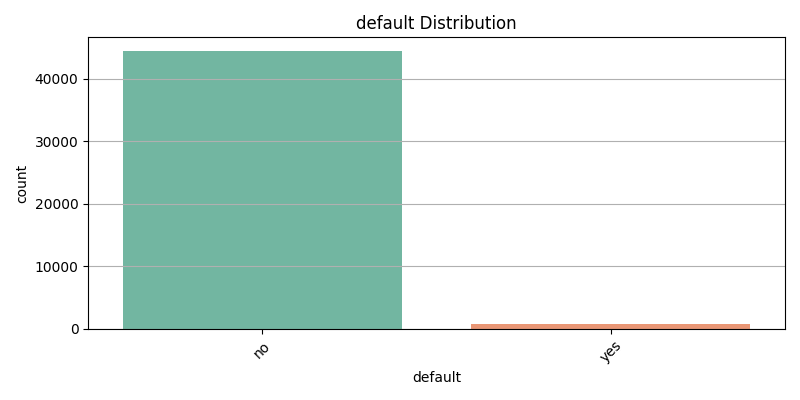 default Distribution
count
40000
30000
20000
10000
0
no
yes
default